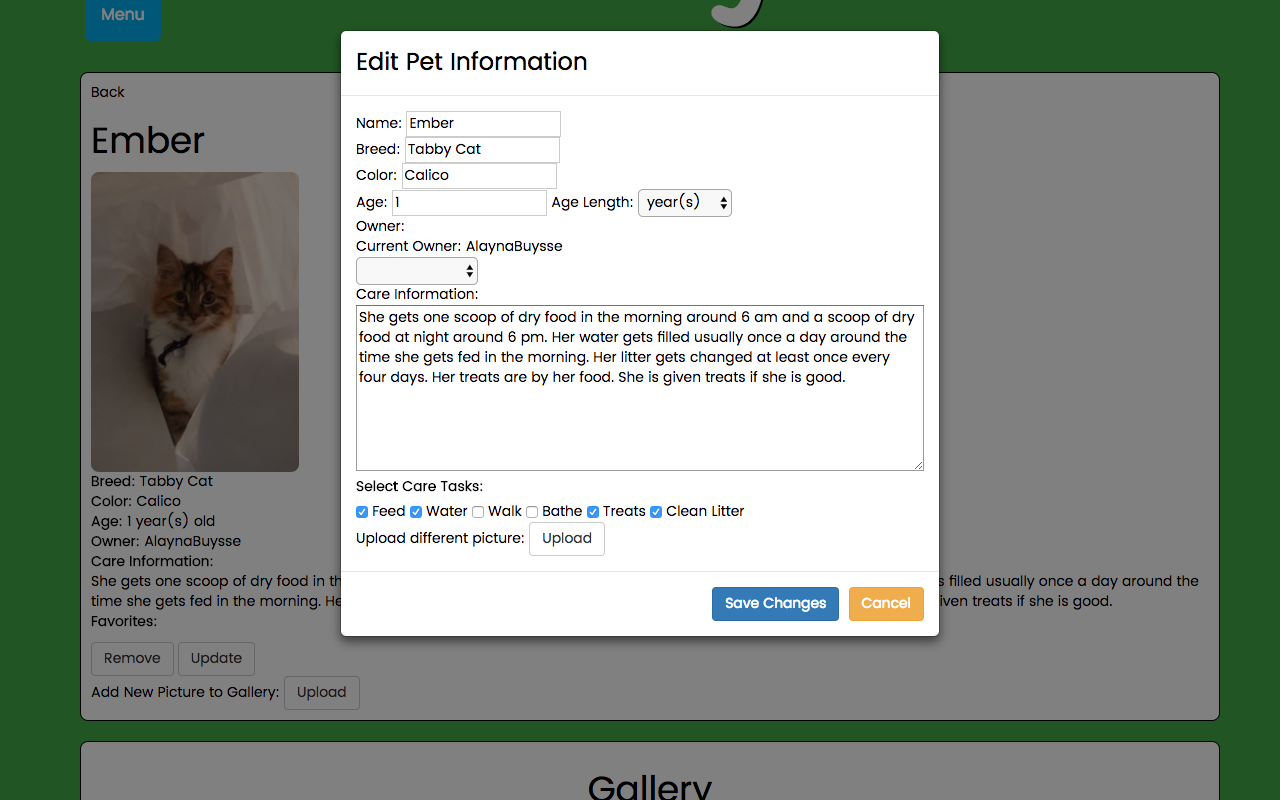 Menu
Edit Pet Information
Back
Ember
Name: Ember
Breed: Tabby Cat
Color: Calico
Age: 1 Age Length: year(s)
Owner:
Current Owner: AlaynaBuysse
Care Information:
She gets one scoop of dry food in the morning around 6 am and a scoop of dry
food at night around 6 pm. Her water gets filled usually once a day around the
time she gets fed in the morning. Her litter gets changed at least once every
four days. Her treats are by her food. She is given treats if she is good.
Select Care Tasks:
Feed Water Walk Bathe Treats Clean Litter
Upload different picture: Upload
Save Changes Cancel
Breed: Tabby Cat
Color: Calico
Age: 1 year(s) old
Owner: AlaynaBuysse
Care Information:
She gets one scoop of dry food in filled usually once a day around the
time she gets fed in the morning. treats if she is good.
Favorites:
Remove Update
Add New Picture to Gallery: Upload
Gallery